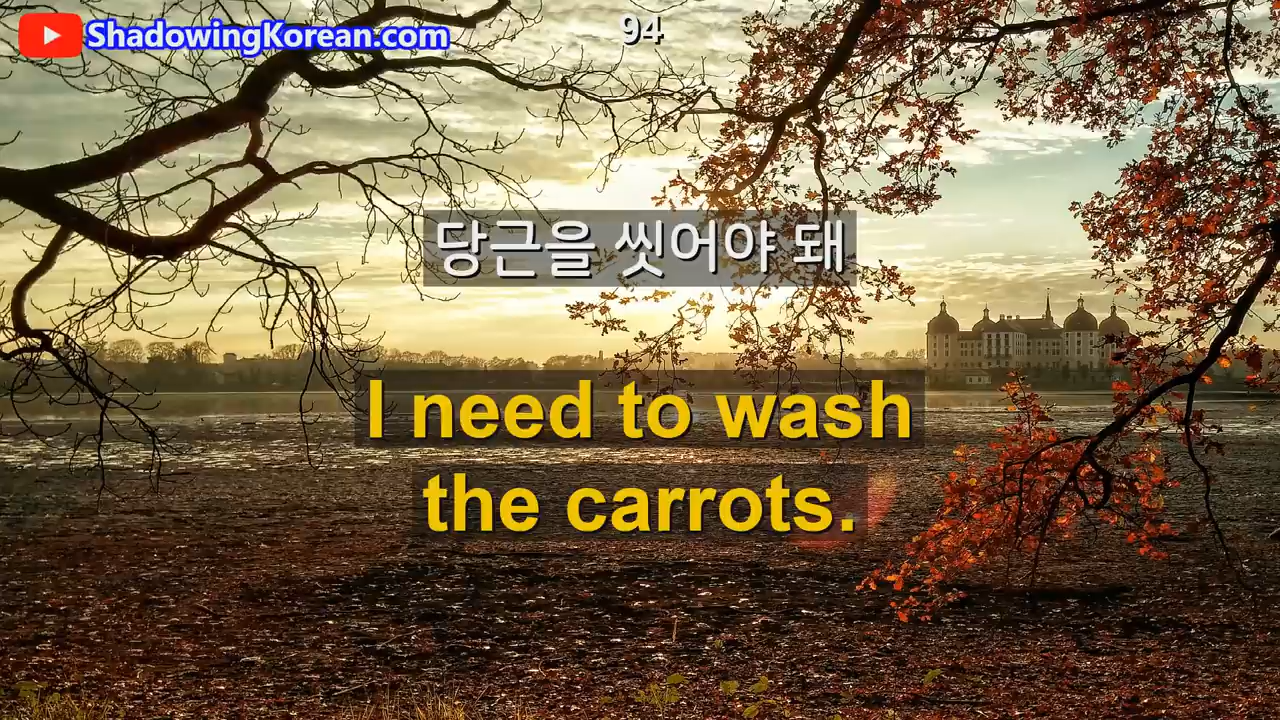 ShadowingKorean.com
94
당근을 씻어야 돼
I need to wash
the carrots.